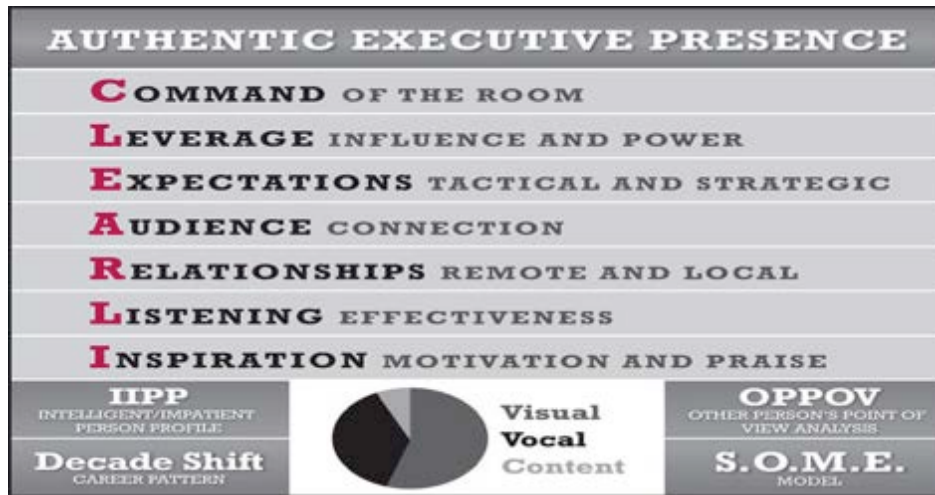 AUTHENTIC EXECUTIVE PRESENCE
COMMAND OF THE ROOM
LEVERAGE INFLUENCE AND POWER
EXPECTATIONS TACTICAL AND STRATEGIC
AUDIENCE CONNECTION
RELATIONSHIPS REMOTE AND LOCAL
LISTENING EFFECTIVENESS
INSPIRATION MOTIVATION AND PRAISE
IIPP
INTELLIGENT/IMPATIENT
PERSON PROFILE
Decade Shift
CAREER PATTERN
Visual
Vocal
Content
OPPOV
OTHER PERSON'S POINT OF
VIEW ANALYSIS
S.O.M.E.
MODEL